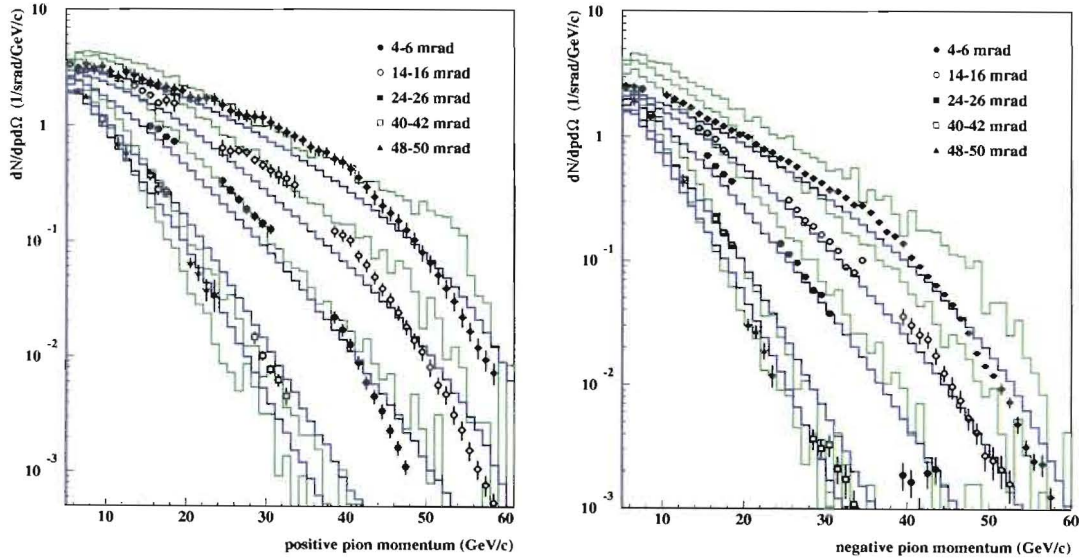 dN/dpdΩ (1/srad/GeV/c)
10
1
10 -1
10 -2
10 -3
4-6 mrad
14-16 mrad
24-26 mrad
40-42 mrad
48-50 mrad
10 20 30 40 50 60
positive pion momentum (GeV/c)
dN/dpdΩ (1/srad/GeV/c)
10
1
10 -1
10 -2
10 -3
4-6 mrad
14-16 mrad
24-26 mrad
40-42 mrad
48-50 mrad
10 20 30 40 50 60
negative pion momentum (GeV/c)